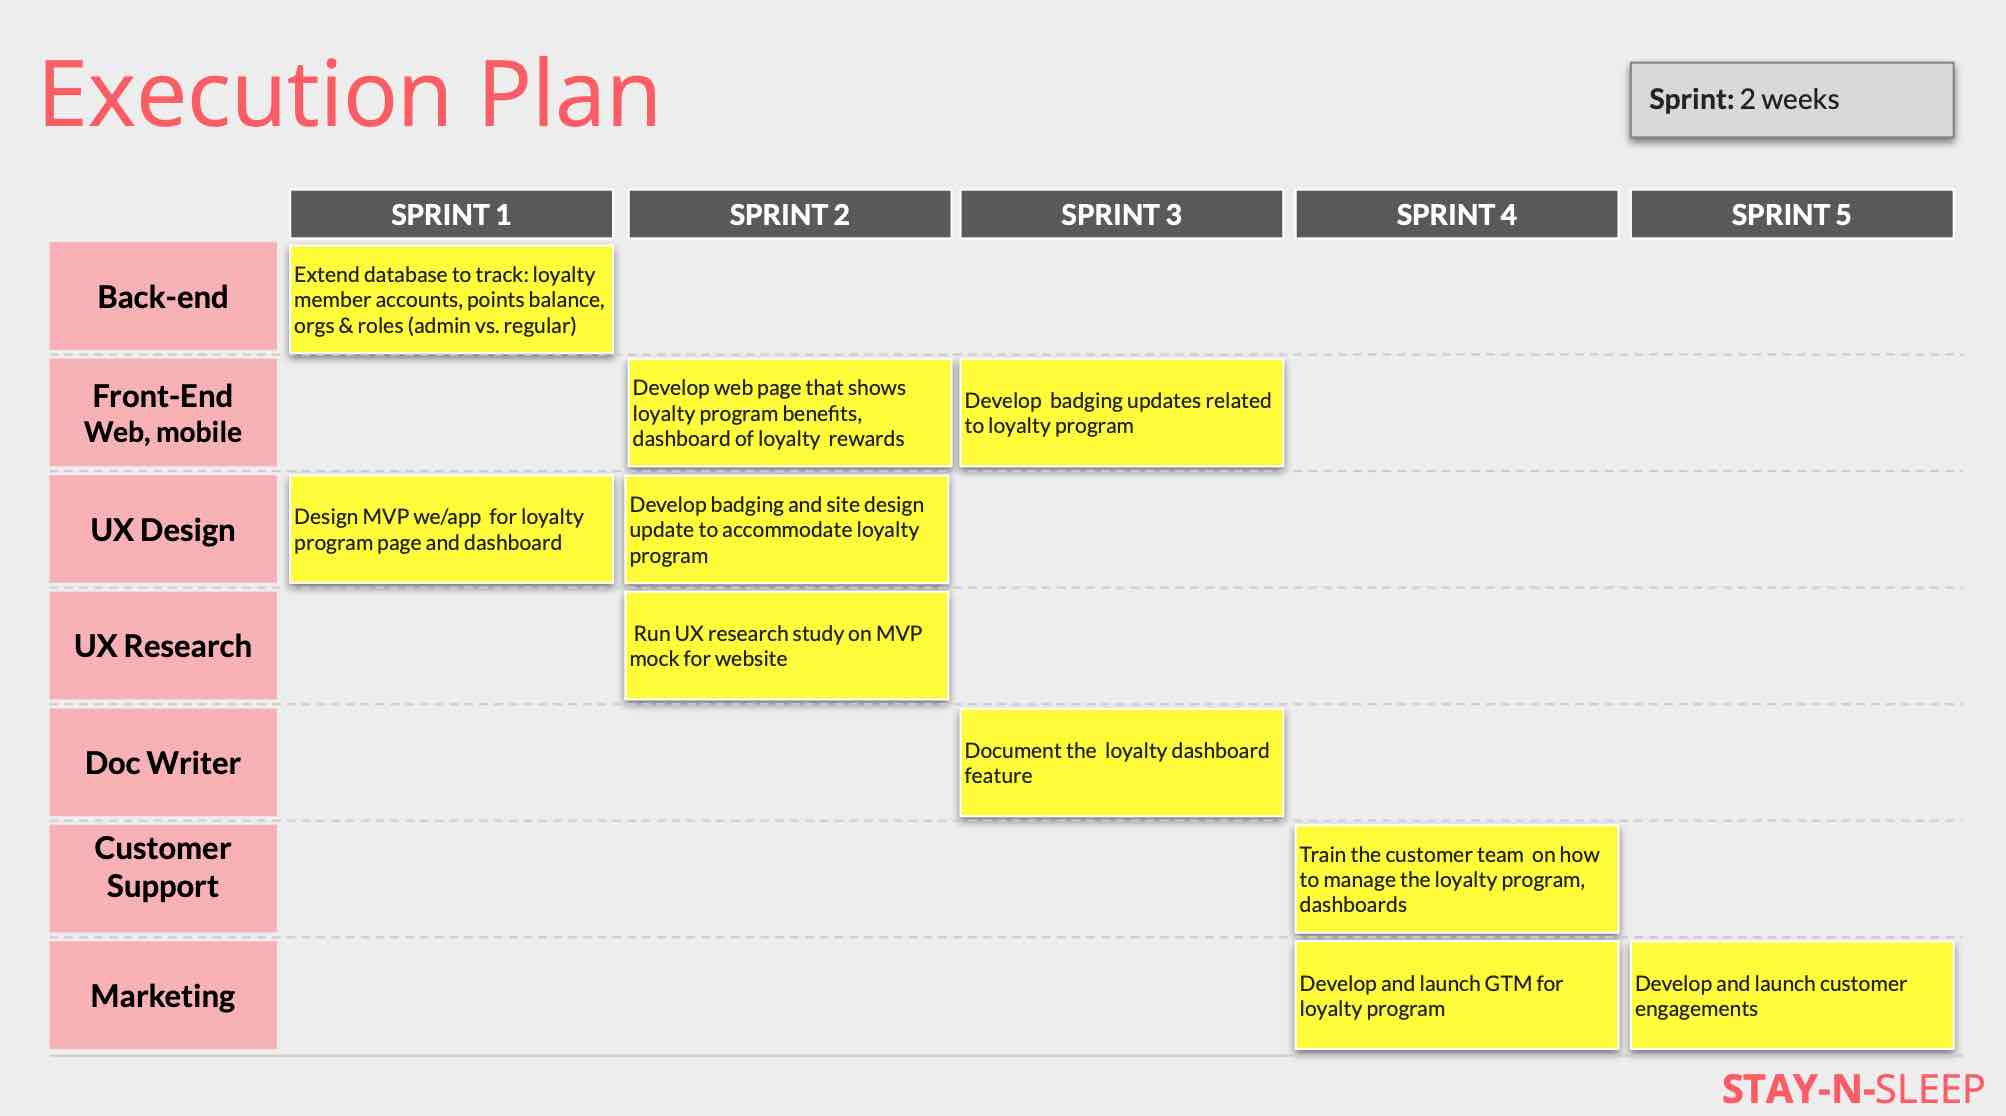 Execution Plan
Sprint: 2 weeks
SPRINT 1
SPRINT 2
SPRINT 3
SPRINT 4
SPRINT 5
Back-end
Extend database to track: loyalty
member accounts, points balance,
orgs & roles (admin vs. regular)
Front-End
Web, mobile
Develop web page that shows
loyalty program benefits,
dashboard of loyalty rewards
Develop badging updates related
to loyalty program
UX Design
Design MVP we/app for loyalty
program page and dashboard
Develop badging and site design
update to accommodate loyalty
program
UX Research
Run UX research study on MVP
mock for website
Doc Writer
Document the loyalty dashboard
feature
Customer
Support
Train the customer team on how
to manage the loyalty program,
dashboards
Marketing
Develop and launch GTM for
loyalty program
Develop and launch customer
engagements
STAY-N-SLEEP